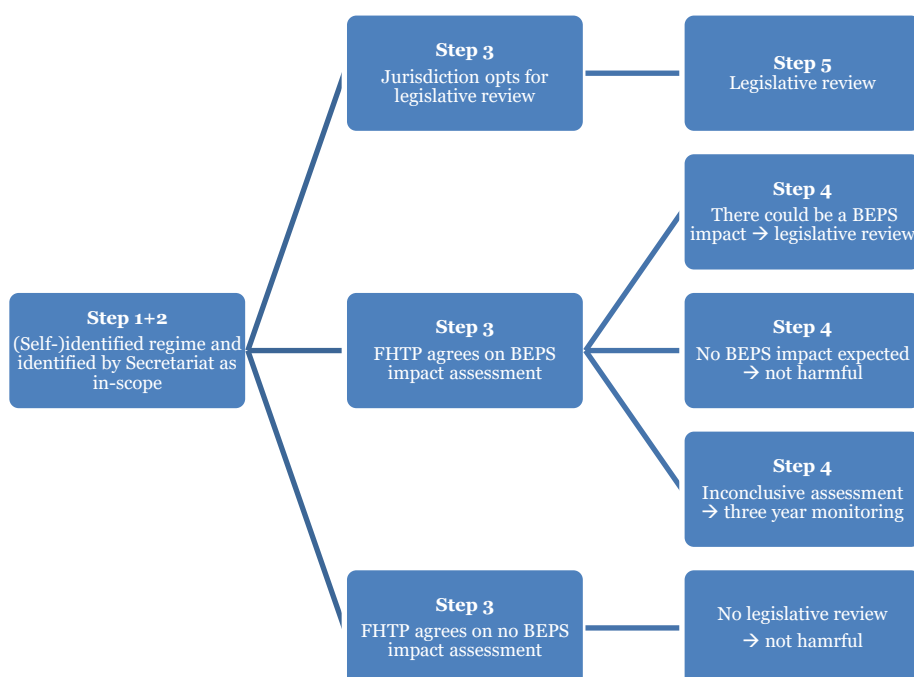 Step 3
Jurisdiction opts for
legislative review
Step 5
Legislative review
Step 4
There could be a BEPS
impact → legislative review
Step 1+2
(Self-)identified regime and
identified by Secretariat as
in-scope
Step 3
FHTP agrees on BEPS
impact assessment
Step 4
No BEPS impact expected
→ not harmful
Step 4
Inconclusive assessment
→ three year monitoring
Step 3
FHTP agrees on no BEPS
impact assessment
No legislative review
→ not hamrful